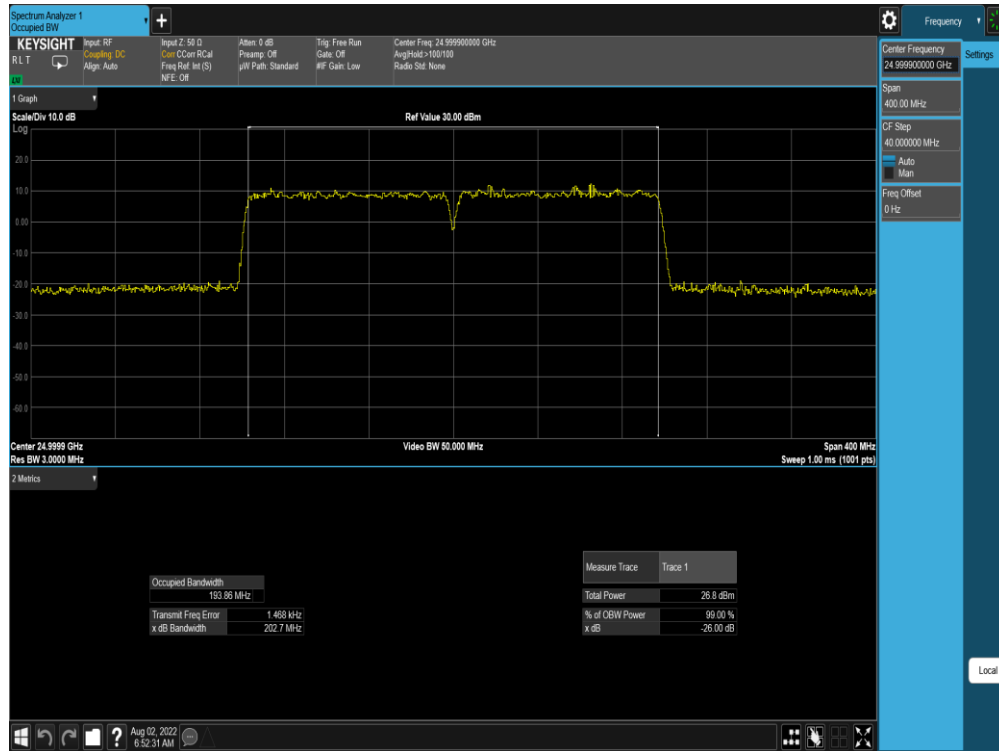 Spectrum Analyzer 1
Occupied BW
Frequency
KEYSIGHT
RLT
LXI
Input: RF
Coupling: DC
Align: Auto
Input Z: 50 Ω
Corr CCorr RCal
Freq Ref: Int (S)
NFE: Off
Atten: 0 dB
Preamp: Off
µW Path: Standard
Trig: Free Run
Gate: Off
#IF Gain: Low
Center Freq: 24.999900000 GHz
Avg|Hold:>100/100
Radio Std: None
Center Frequency
24.999900000 GHz
Settings
Span
400.00 MHz
CF Step
40.000000 MHz
Auto
Man
Freq Offset
0 Hz
1 Graph
Scale/Div 10.0 dB
Ref Value 30.00 dBm
Log
20.0
10.0
0.00
-10.0
-20.0
-30.0
-40.0
-50.0
-60.0
Center 24.9999 GHz
Video BW 50.000 MHz
Span 400 MHz
Res BW 3.0000 MHz
Sweep 1.00 ms (1001 pts)
2 Metrics
Measure Trace
Trace 1
Occupied Bandwidth
193.86 MHz
Total Power
26.8 dBm
Transmit Freq Error
1.468 kHz
% of OBW Power
99.00 %
x dB Bandwidth
202.7 MHz
x dB
-26.00 dB
Local
?
Aug 02, 2022
6:52:31 AM